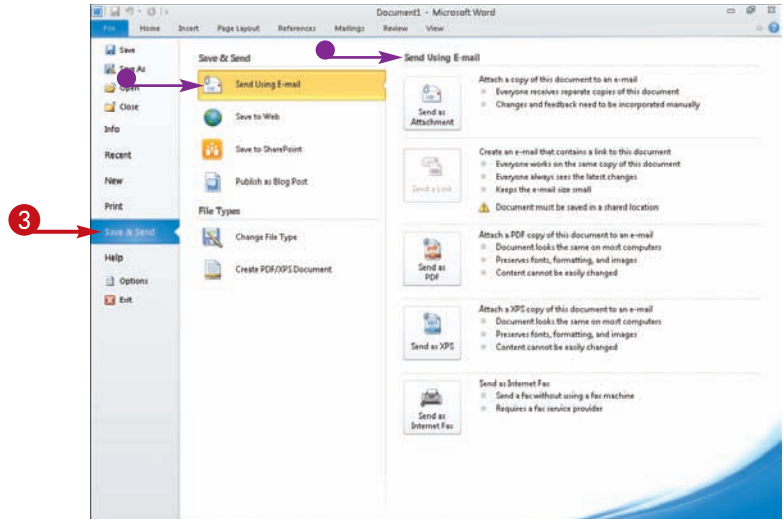 Document1 - Microsoft Word
File Home Insert Page Layout References Mailings Review View
Save
Save As
Open
Close
Info
Recent
New
Print
3
Save & Send
Help
Options
Exit
Save & Send
Send Using E-mail
Save to Web
Save to SharePoint
Publish as Blog Post
File Types
Change File Type
Create PDF/XPS Document
Send Using E-mail
Send as
Attachment
Attach a copy of this document to an e-mail
Everyone receives separate copies of this document
Changes and feedback need to be incorporated manually
Send a Link
Create an e-mail that contains a link to this document
Everyone works on the same copy of this document
Everyone always sees the latest changes
Keeps the e-mail size small
Document must be saved in a shared location
Send as
PDF
Attach a PDF copy of this document to an e-mail
Document looks the same on most computers
Preserves fonts, formatting, and images
Content cannot be easily changed
Send as XPS
Attach a XPS copy of this document to an e-mail
Document looks the same on most computers
Preserves fonts, formatting, and images
Content cannot be easily changed
Send as
Internet Fax
Send as Internet Fax
Send a fax without using a fax machine
Requires a fax service provider